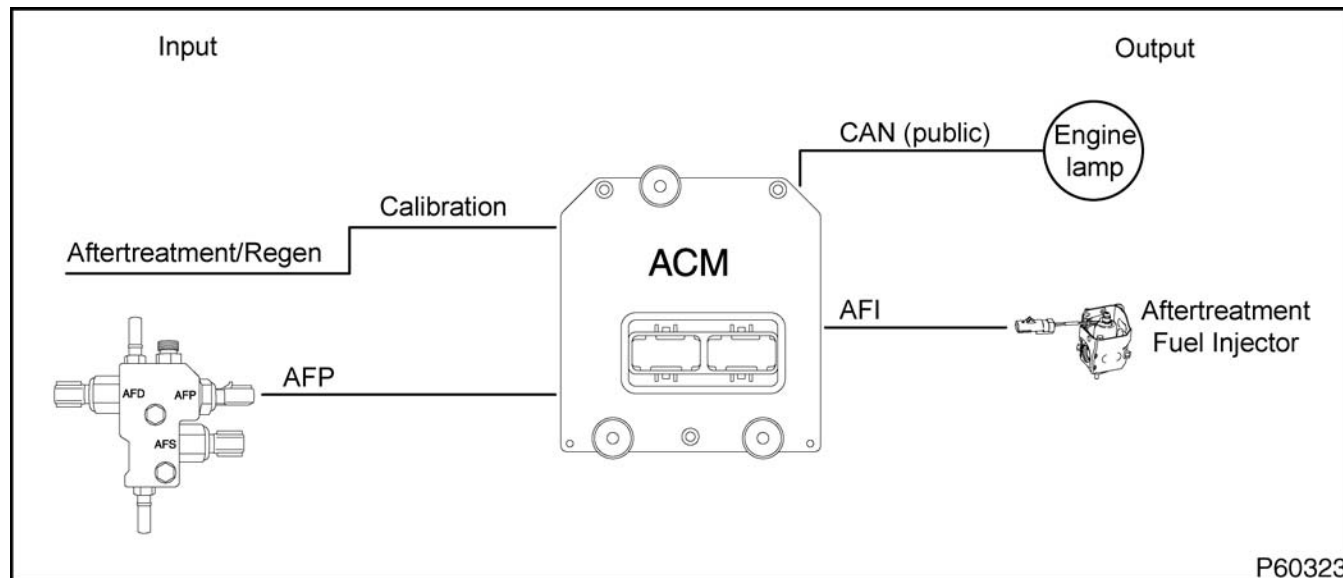 Input
Output
CAN (public)
Engine
lamp
Calibration
Aftertreatment/Regen
ACM
AFI
Aftertreatment
Fuel Injector
AFP
AFD
AFP
AFS
P60323